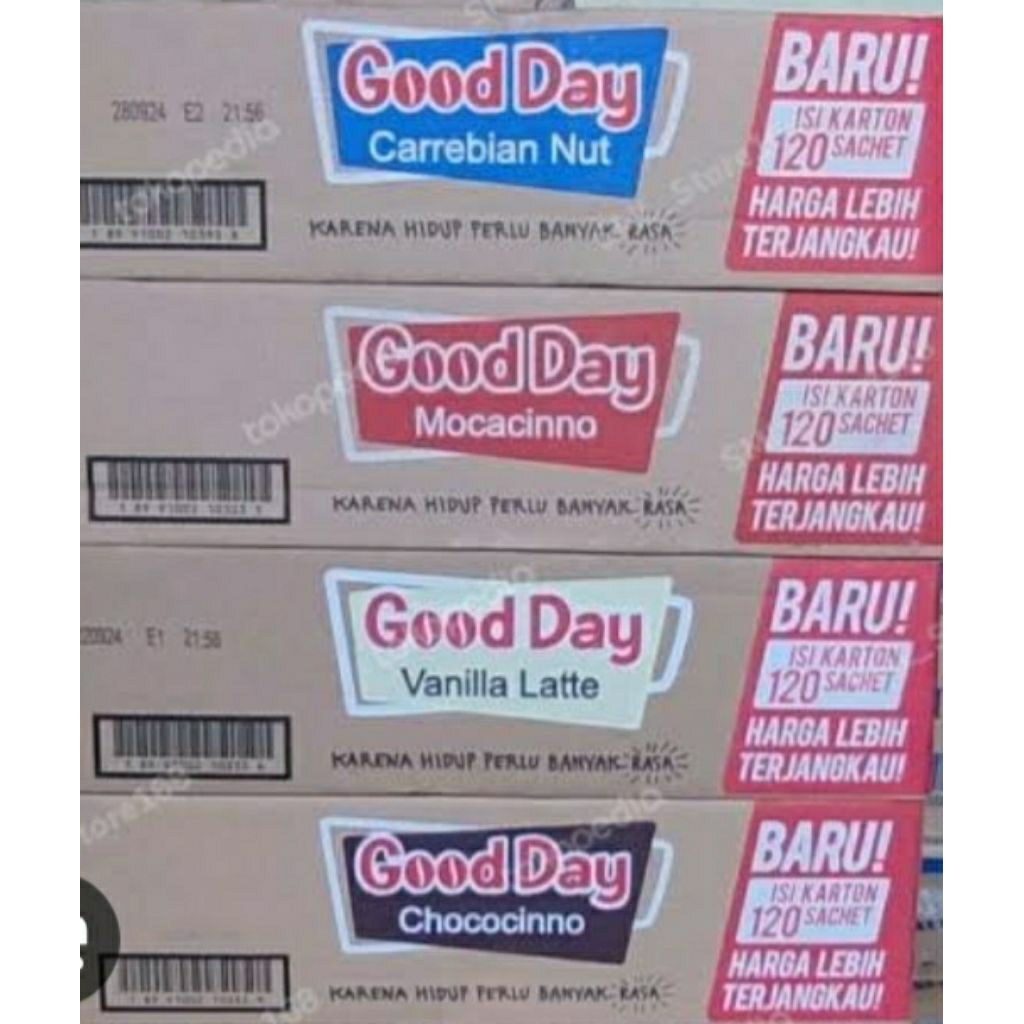 280924 E2 21:56
Good Day
Carrebian Nut
KARENA HIDUP PERLU BANYAK RASA
BARU!
ISI KARTON
120 SACHET
HARGA LEBIH
TERJANGKAU!
tokopedia
Good Day
Mocacinno
KARENA HIDUP PERLU BANYAK RASA
BARU!
ISI KARTON
120 SACHET
HARGA LEBIH
TERJANGKAU!
E1 21:56
Good Day
Vanilla Latte
KARENA HIDUP PERLU BANYAK RASA
BARU!
ISI KARTON
120 SACHET
HARGA LEBIH
TERJANGKAU!
Good Day
Chococinno
KARENA HIDUP PERLU BANYAK RASA
BARU!
ISI KARTON
120 SACHET
HARGA LEBIH
TERJANGKAU!